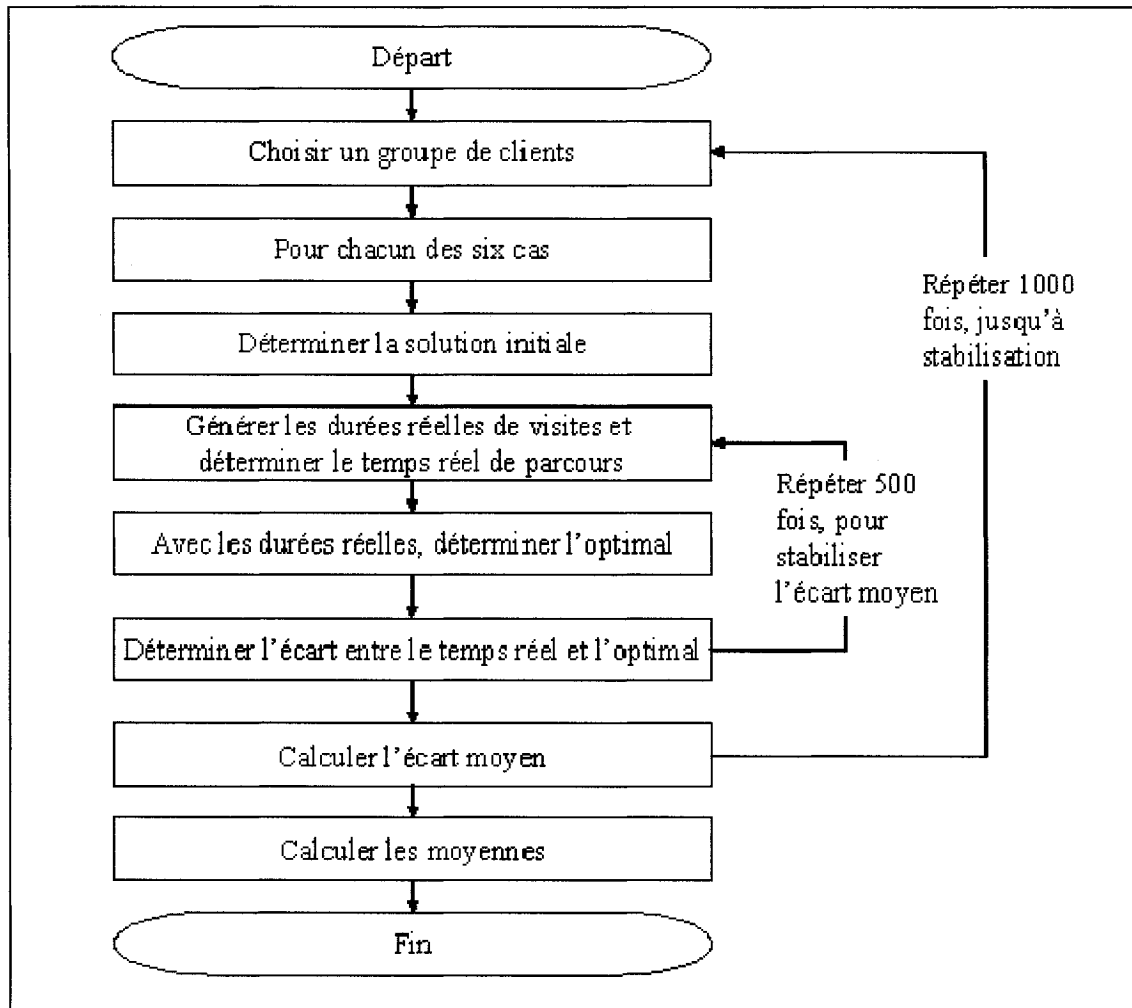 Départ
Choisir un groupe de clients
Pour chacun des six cas
Déterminer la solution initiale
Générer les durées réelles de visites et
déterminer le temps réel de parcours
Avec les durées réelles, déterminer l'optimal
Déterminer l'écart entre le temps réel et l'optimal
Calculer l'écart moyen
Calculer les moyennes
Fin
Répéter 500
fois, pour
stabiliser
l'écart moyen
Répéter 1000
fois, jusqu'à
stabilisation